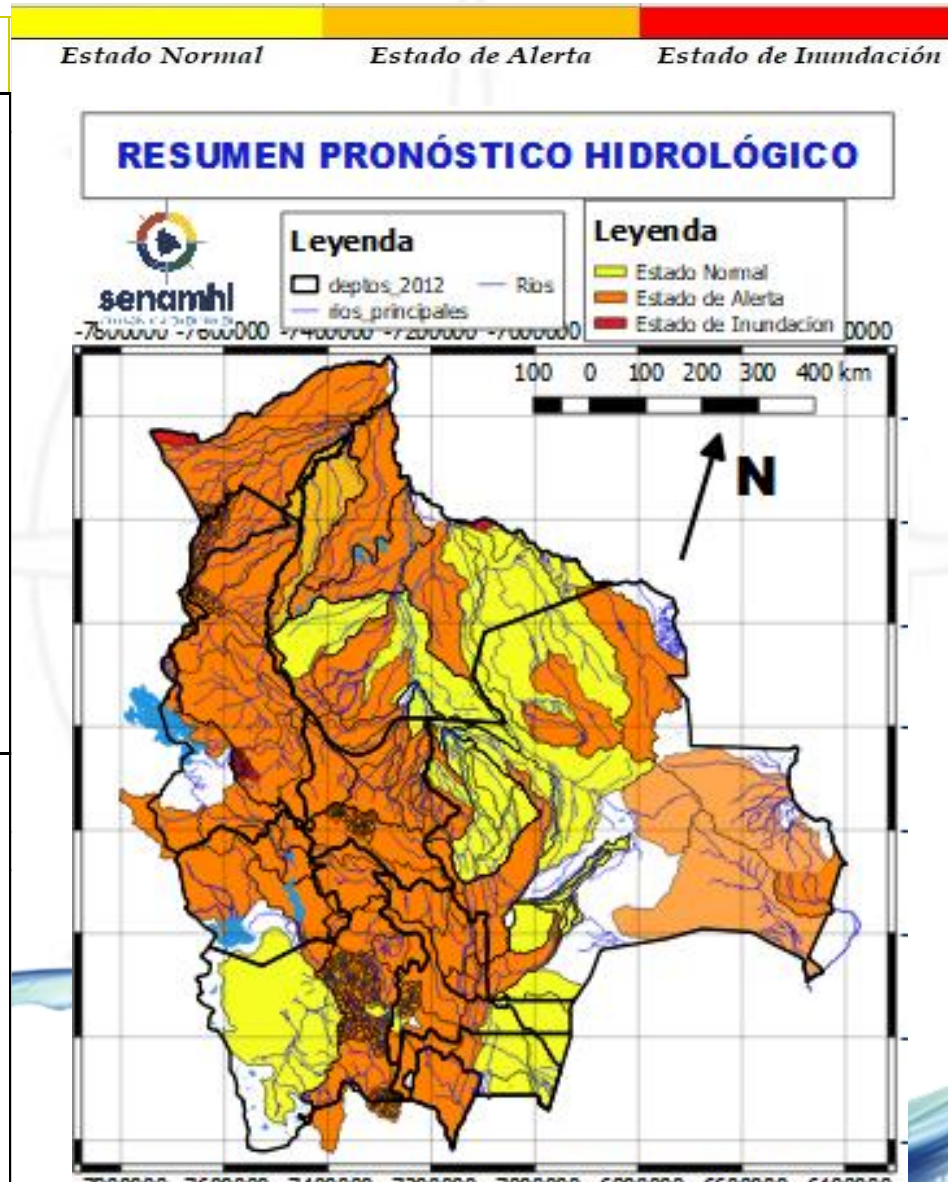 Estado Normal Estado de Alerta Estado de Inundación
RESUMEN PRONÓSTICO HIDROLÓGICO
senamhi
Leyenda
deptos_2012 Rios
rios_principales
Leyenda
Estado Normal
Estado de Alerta
Estado de Inundacion
-7800000 -7600000 -7400000 -7200000 -7000000
100 0 100 200 300 400 km
N